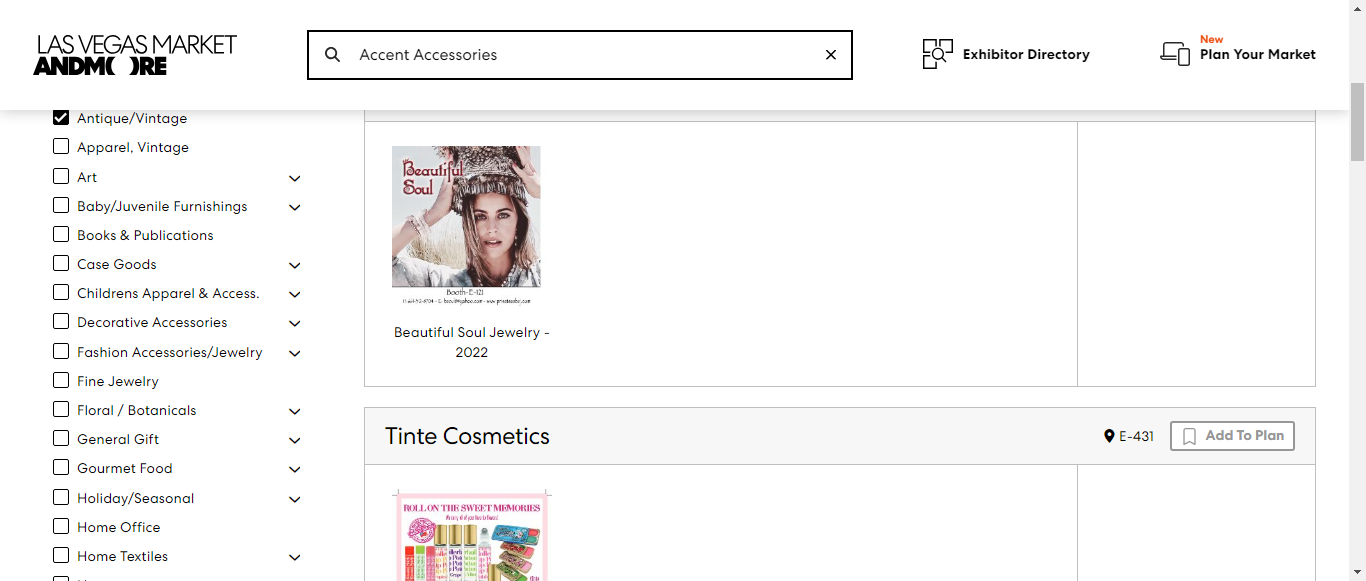 LAS VEGAS MARKET
ANDMORE
Accent Accessories
Exhibitor Directory
New
Plan Your Market
Antique/Vintage
Apparel, Vintage
Art
Baby/Juvenile Furnishings
Books & Publications
Case Goods
Childrens Apparel & Access.
Decorative Accessories
Fashion Accessories/Jewelry
Fine Jewelry
Floral / Botanicals
General Gift
Gourmet Food
Holiday/Seasonal
Home Office
Home Textiles
Beautiful
Soul
Booth-E-121
Beautiful Soul Jewelry -
2022
Tinte Cosmetics
E-431
Add To Plan
ROLL ON THE SWEET MEMORIES